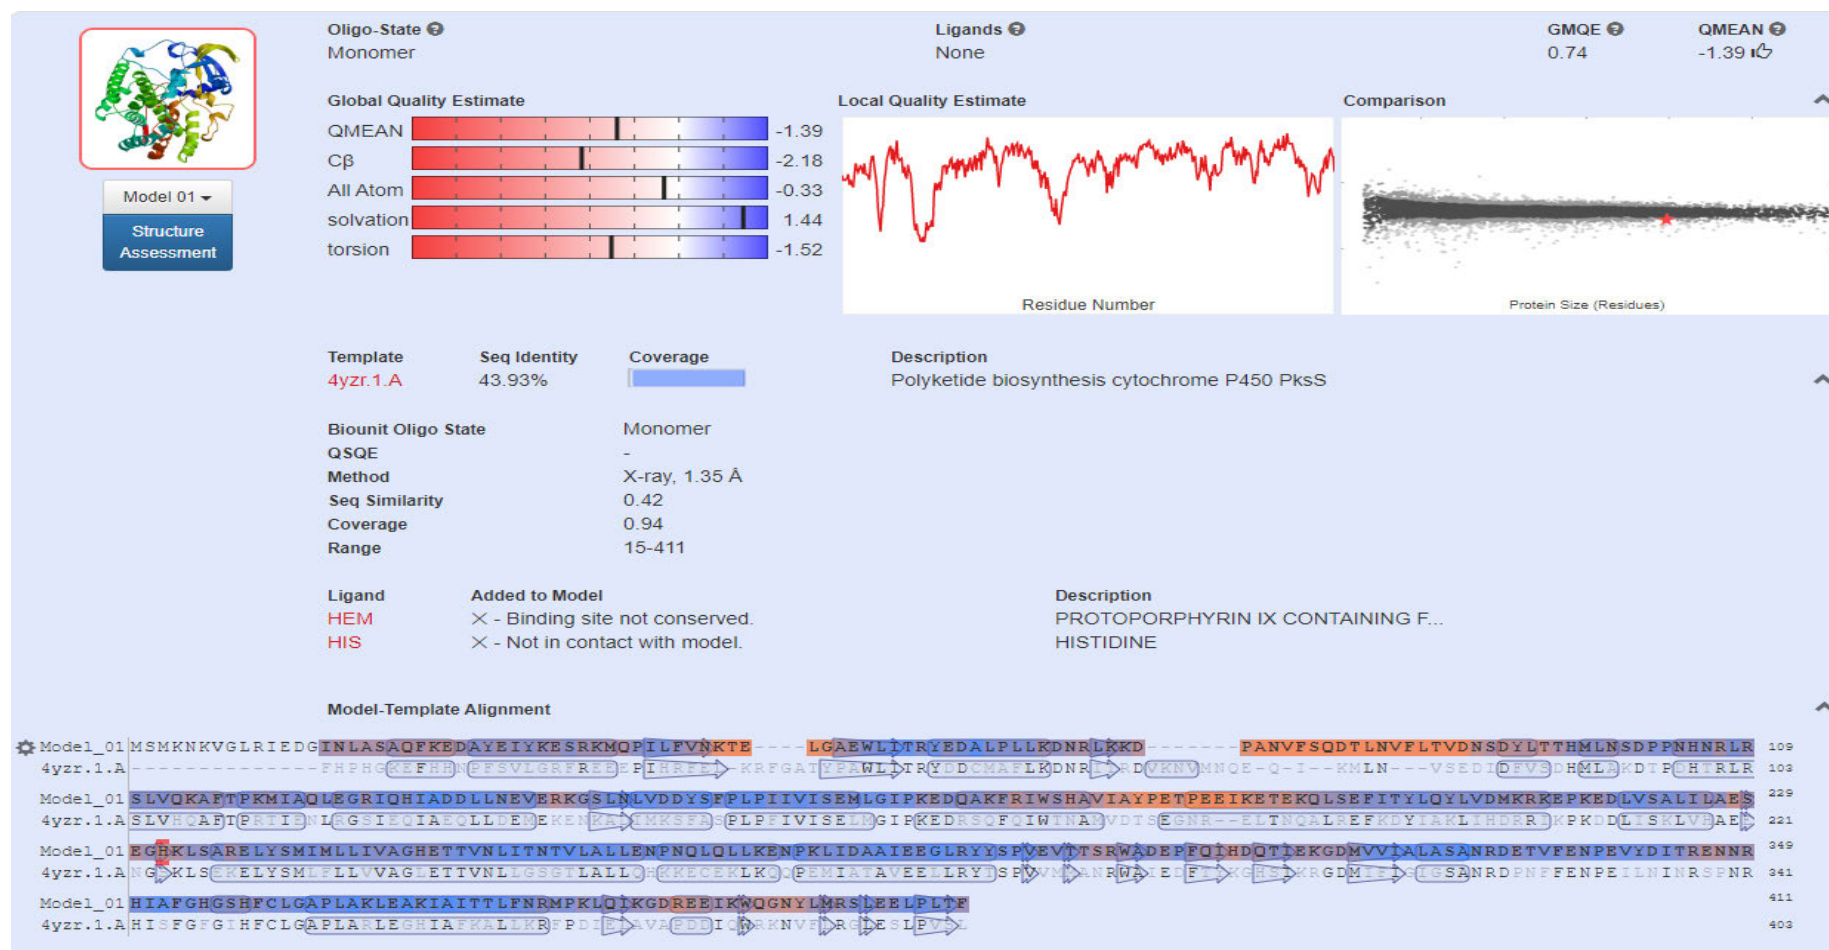 Oligo-State Ligands GMQE QMEAN
Monomer None 0.74 -1.39
Global Quality Estimate Local Quality Estimate Comparison
QMEAN -1.39
Cβ -2.18
All Atom -0.33
solvation 1.44
torsion -1.52
Model 01
Structure
Assessment
Residue Number
Protein Size (Residues)
Template Seq Identity Coverage Description
4yzr.1.A 43.93% Polyketide biosynthesis cytochrome P450 PksS
Biounit Oligo State Monomer
QSQE -
Method X-ray, 1.35 Å
Seq Similarity 0.42
Coverage 0.94
Range 15-411
Ligand Added to Model Description
HEM X - Binding site not conserved. PROTOPORPHYRIN IX CONTAINING F...
HIS X - Not in contact with model. HISTIDINE
Model-Template Alignment
Model_01 MSMKNKVGLRIEDGINLASAQFKEDAYEIYKESRKMQPILFVNKTE----LGAEWLITRYEDALPLLKDNRLKKD-------PANVFSQDTLNVFLTVDNSDYLTTHMLNSDPPNHNRLR 109
4yzr.1.A 103
Model_01 SLVQKAFTPKMIAQLEGRIQHIADDLLNEVERKGSLNLVDDYSFPLPIIVISEMLGIPKEDQAKFRIWSHAVIAYPETPEEIKETEKQLSEFITYLQYLVDMKRKEPKEDLVSALILAES 229
4yzr.1.A 221
Model_01 EGHKLSARELYSMIMLLIVAGHETTVNLITNTVLALLENPNQLQLLKENPKLIDAAIEEGLRYYSPVEVTTSRWADEPFQIHDQTIEKGDMVVIALASANRDETVFENPEVYDITRENNR 349
4yzr.1.A 341
Model_01 HIAFGHGSHFCLGAPLAKLEAKIAITTLFNRMPKLQIKGDREEIKWQGNYLMRSLEELPLTF 411
4yzr.1.A 403